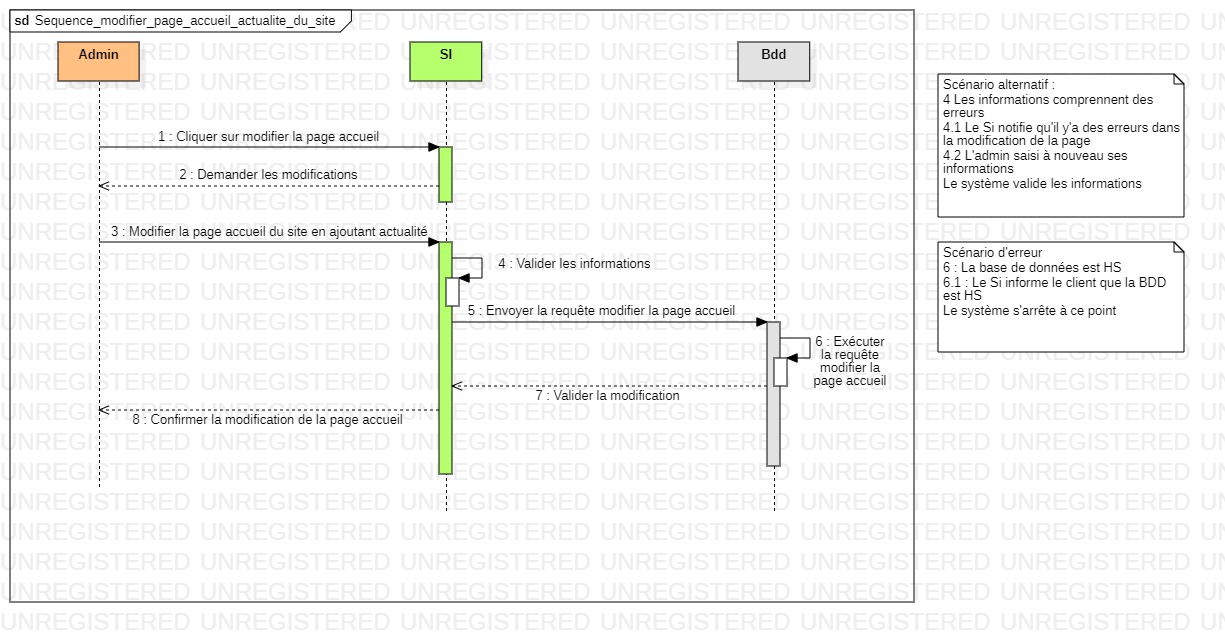 sd Sequence_modifier_page_accueil_actualite_du_site
Admin
SI
Bdd
1 : Cliquer sur modifier la page accueil
2 : Demander les modifications
3 : Modifier la page accueil du site en ajoutant actualité
4 : Valider les informations
5 : Envoyer la requête modifier la page accueil
6 : Exécuter
la requête
modifier la
page accueil
7 : Valider la modification
8 : Confirmer la modification de la page accueil
Scénario alternatif :
4 Les informations comprennent des
erreurs
4.1 Le Si notifie qu'il y'a des erreurs dans
la modification de la page
4.2 L'admin saisi à nouveau ses
informations
Le système valide les informations
Scénario d'erreur
6 : La base de données est HS
6.1 : Le Si informe le client que la BDD
est HS
Le système s'arrête à ce point
UNREGISTERED